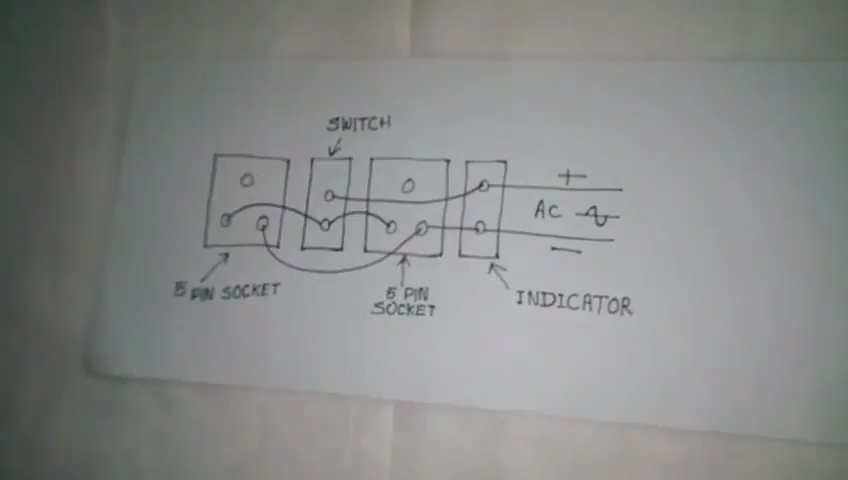 SWITCH
+
AC
−
5 PIN SOCKET
5 PIN
SOCKET
INDICATOR